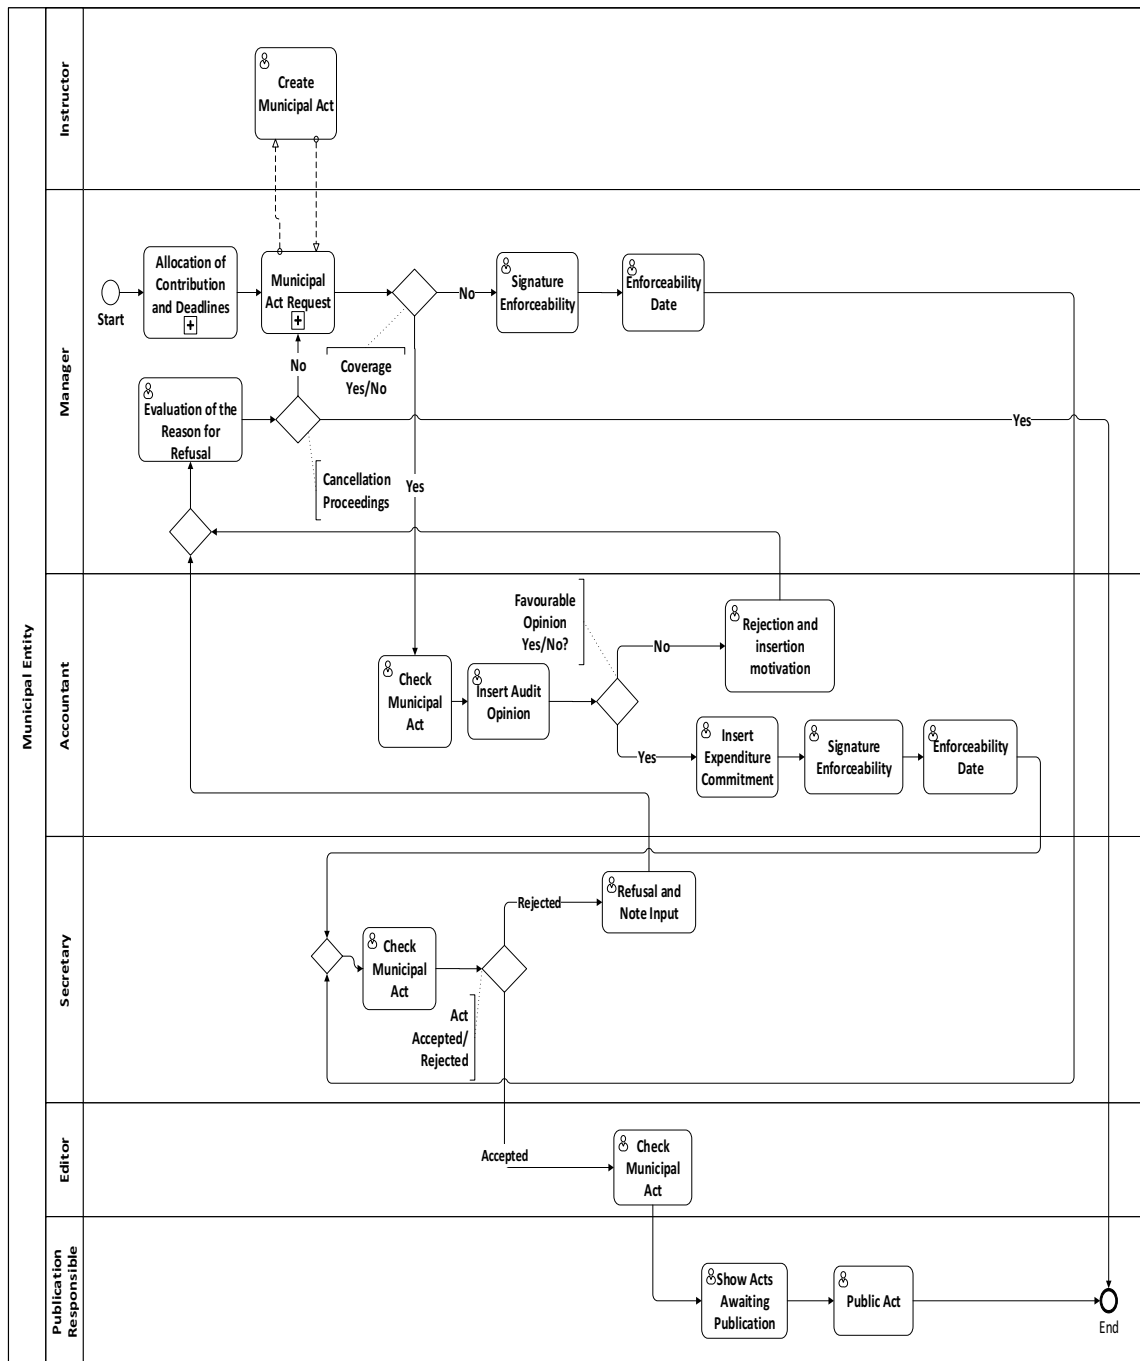 Municipal Entity
Instructor
Create
Municipal Act
Manager
Start
Allocation of
Contribution
and Deadlines
Municipal
Act Request
No
Signature
Enforceability
Enforceability
Date
Coverage
Yes/No
No
Evaluation of the
Reason for
Refusal
Yes
Cancellation
Proceedings
Yes
Accountant
Favourable
Opinion
Yes/No?
No
Rejection and
insertion
motivation
Check
Municipal
Act
Insert Audit
Opinion
Yes
Insert
Expenditure
Commitment
Signature
Enforceability
Enforceability
Date
Secretary
Rejected
Refusal and
Note Input
Check
Municipal
Act
Act
Accepted/
Rejected
Editor
Accepted
Check
Municipal
Act
Publication
Responsible
Show Acts
Awaiting
Publication
Public Act
End